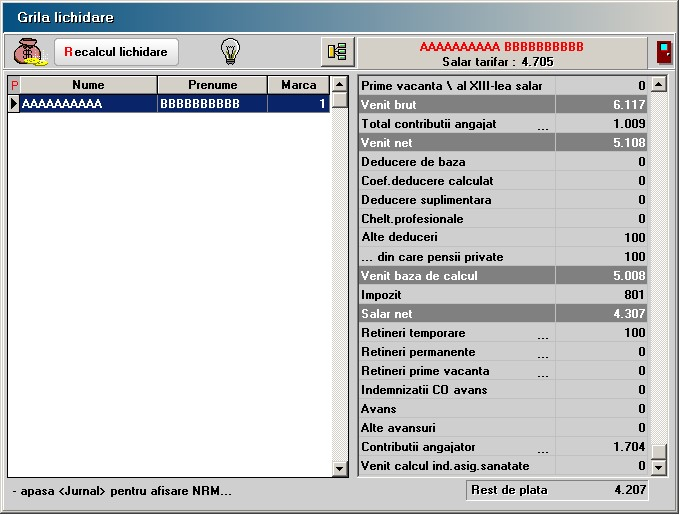 Grila lichidare
Recalcul lichidare
AAAAAAAAAA BBBBBBBBBB
Salar tarifar : 4.705
P Nume Prenume Marca
AAAAAAAAAA BBBBBBBBBB 1
Prime vacanta \ al XIII-lea salar 0
Venit brut 6.117
Total contributii angajat ... 1.009
Venit net 5.108
Deducere de baza 0
Coef.deducere calculat 0
Deducere suplimentara 0
Chelt.profesionale 0
Alte deduceri 100
... din care pensii private 100
Venit baza de calcul 5.008
Impozit 801
Salar net 4.307
Retineri temporare ... 100
Retineri permanente ... 0
Retineri prime vacanta ... 0
Indemnizatii CO avans 0
Avans 0
Alte avansuri 0
Contributii angajator ... 1.704
Venit calcul ind.asig.sanatate 0
- apasa <Jurnal> pentru afisare NRM...
Rest de plata 4.207